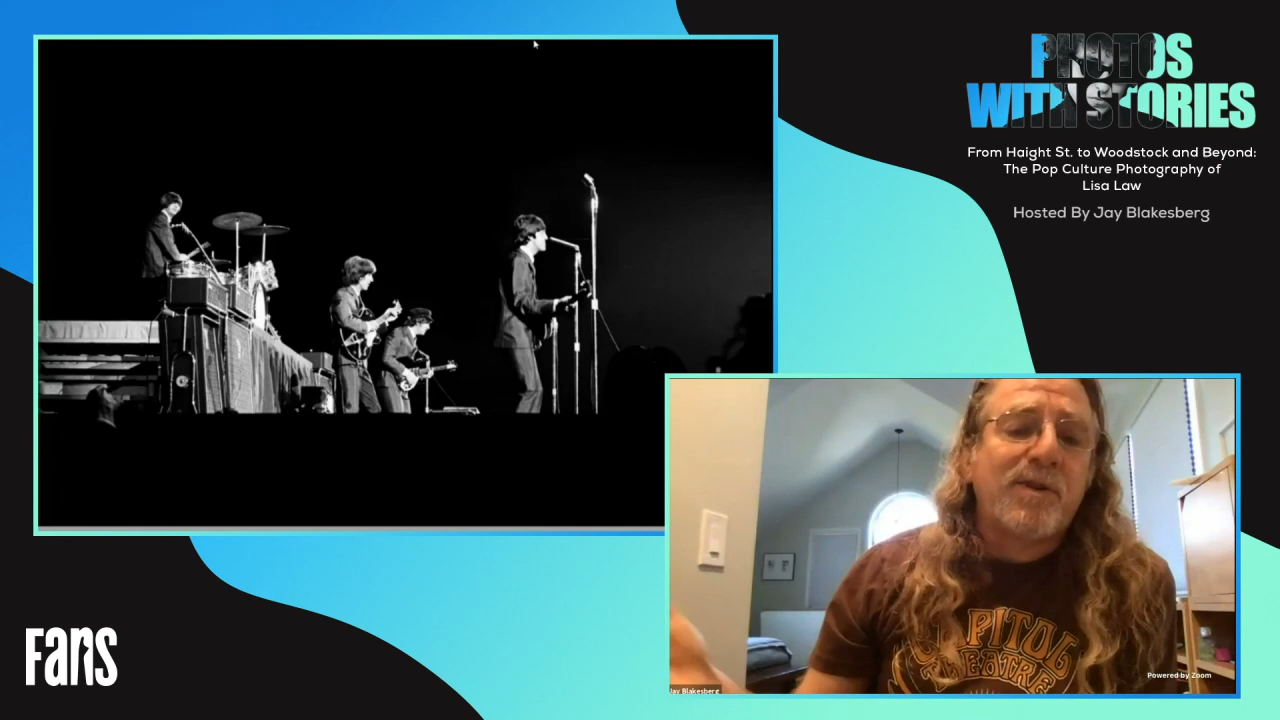 PHOTOS
WITH STORIES
From Haight St. to Woodstock and Beyond:
The Pop Culture Photography of
Lisa Law
Hosted By Jay Blakesberg
CAPITOL
THEATRE
Powered by Zoom
Jay Blakesberg
Fans